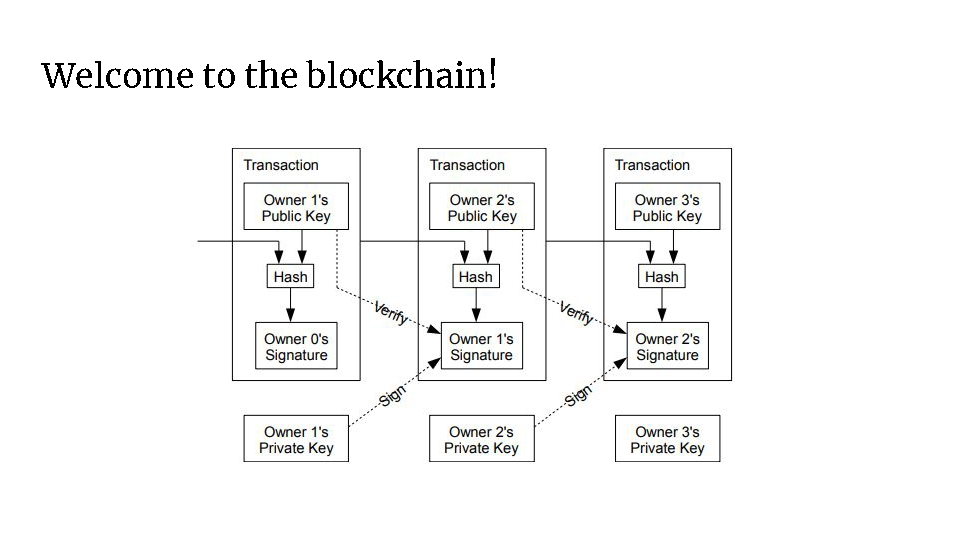 Welcome to the blockchain!
Transaction
Owner 1's
Public Key
Hash
Owner 0's
Signature
Verify
Sign
Owner 1's
Private Key
Transaction
Owner 2's
Public Key
Hash
Owner 1's
Signature
Verify
Sign
Owner 2's
Private Key
Transaction
Owner 3's
Public Key
Hash
Owner 2's
Signature
Owner 3's
Private Key